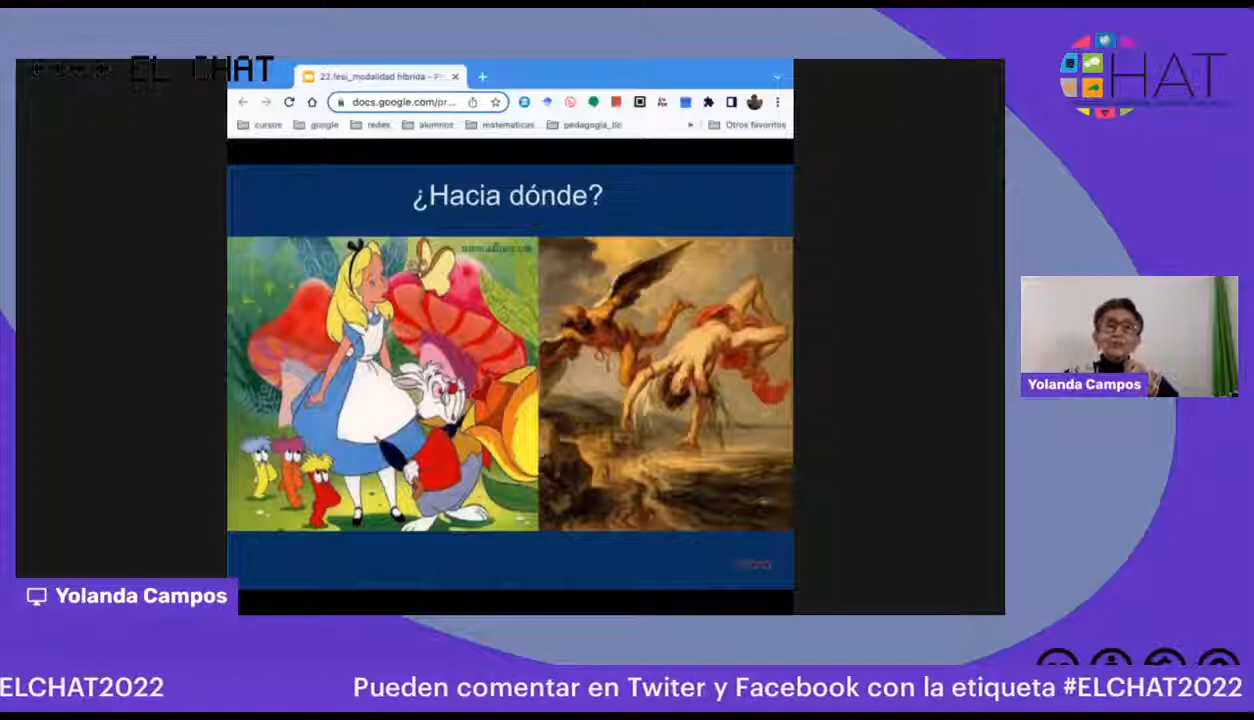 EL CHAT
22.fesi_modalidad híbrida - Pr
docs.google.com/pr...
cursos
google
redes
alumnos
matematicas
pedagogia_tic
»
Otros favoritos
HAT
¿Hacia dónde?
Yolanda Campos
Yolanda Campos
ELCHAT2022
Pueden comentar en Twiter y Facebook con la etiqueta #ELCHAT2022